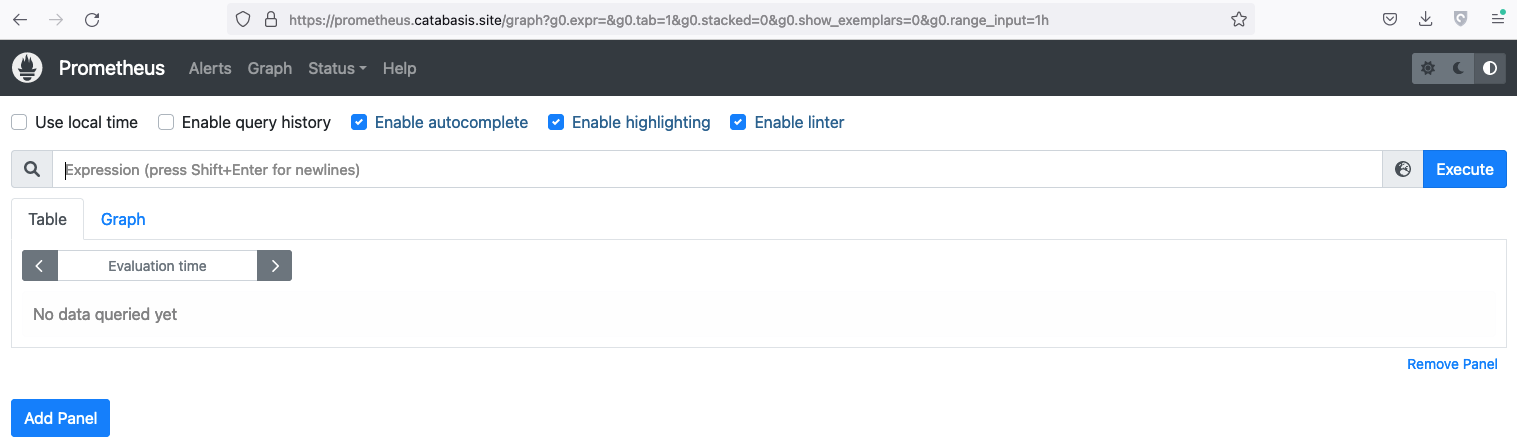 https://prometheus.catabasis.site/graph?g0.expr=&g0.tab=1&g0.stacked=0&g0.show_exemplars=0&g0.range_input=1h
Prometheus Alerts Graph Status Help
Use local time Enable query history Enable autocomplete Enable highlighting Enable linter
Expression (press Shift+Enter for newlines) Execute
Table Graph
Evaluation time
No data queried yet
Remove Panel
Add Panel